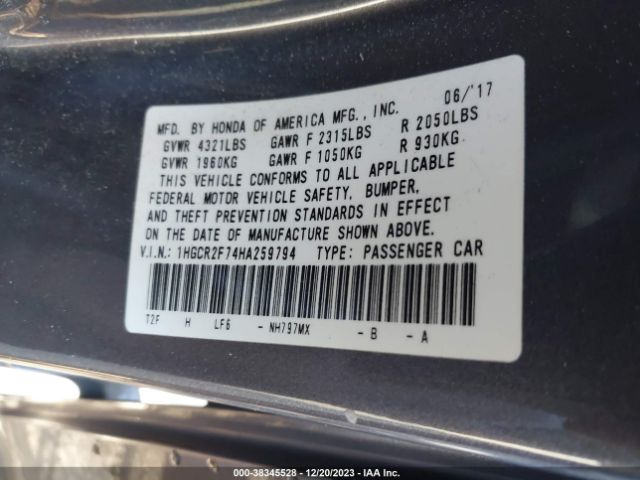 MFD. BY HONDA OF AMERICA MFG., INC. 06/'17
GVWR 4321LBS GAWR F 2315LBS R 2050LBS
GVWR 1960KG GAWR F 1050KG R 930KG
THIS VEHICLE CONFORMS TO ALL APPLICABLE
FEDERAL MOTOR VEHICLE SAFETY, BUMPER,
AND THEFT PREVENTION STANDARDS IN EFFECT
ON THE DATE OF MANUFACTURE SHOWN ABOVE.
V.I.N.: 1HGCR2F74HA259794 TYPE: PASSENGER CAR
T2F H LF6 - NH797MX - B - A
000-38345528 - 12/20/2023 - IAA Inc.